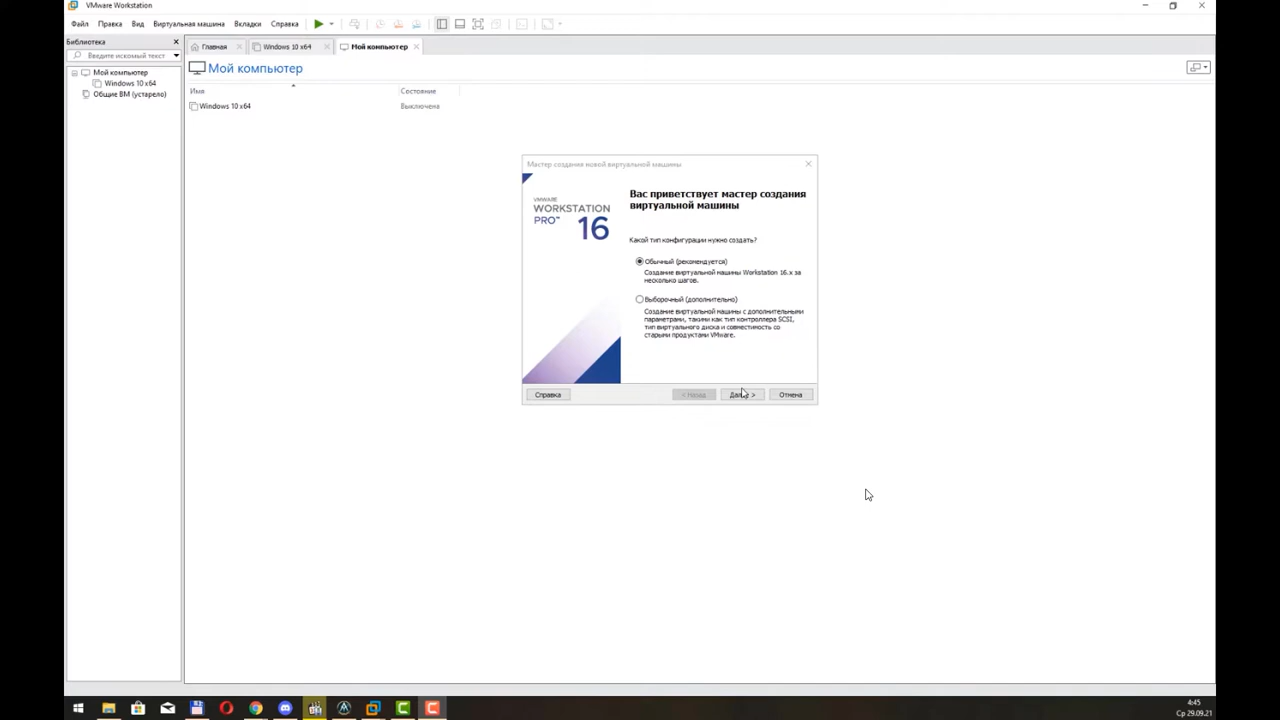 VMware Workstation
Файл Правка Вид Виртуальная машина Вкладки Справка
Библиотека
Введите искомый текст
Мой компьютер
Windows 10 x64
Общие ВМ (устарело)
Главная Windows 10 x64 Мой компьютер
Мой компьютер
Имя Состояние
Windows 10 x64 Выключена
Мастер создания новой виртуальной машины
VMWARE
WORKSTATION
PRO™ 16
Вас приветствует мастер создания
виртуальной машины
Какой тип конфигурации нужно создать?
Обычный (рекомендуется)
Создание виртуальной машины Workstation 16.x за
несколько шагов.
Выборочный (дополнительно)
Создание виртуальной машины с дополнительными
параметрами, такими как тип контроллера SCSI,
тип виртуального диска и совместимость со
старыми продуктами VMware.
Справка < Назад Далее > Отмена
4:45
Ср 29.09.21